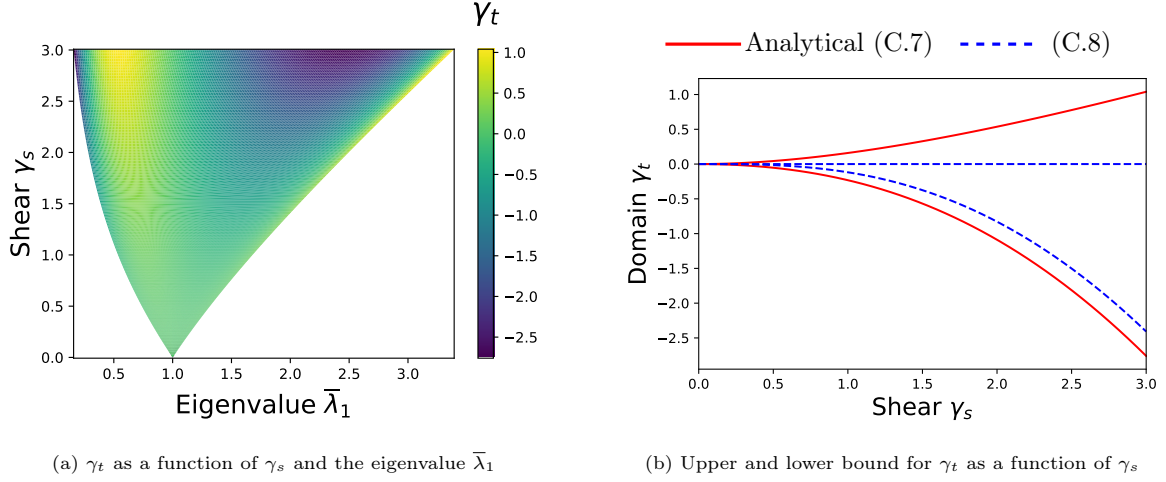 γt
3.0
2.5
2.0
1.5
1.0
0.5
0.0
Shear γs
0.5 1.0 1.5 2.0 2.5 3.0
Eigenvalue λ̅1
1.0
0.5
0.0
−0.5
−1.0
−1.5
−2.0
−2.5
(a) γt as a function of γs and the eigenvalue λ̅1
Analytical (C.7) (C.8)
1.0
0.5
0.0
−0.5
−1.0
−1.5
−2.0
−2.5
Domain γt
0.0 0.5 1.0 1.5 2.0 2.5 3.0
Shear γs
(b) Upper and lower bound for γt as a function of γs